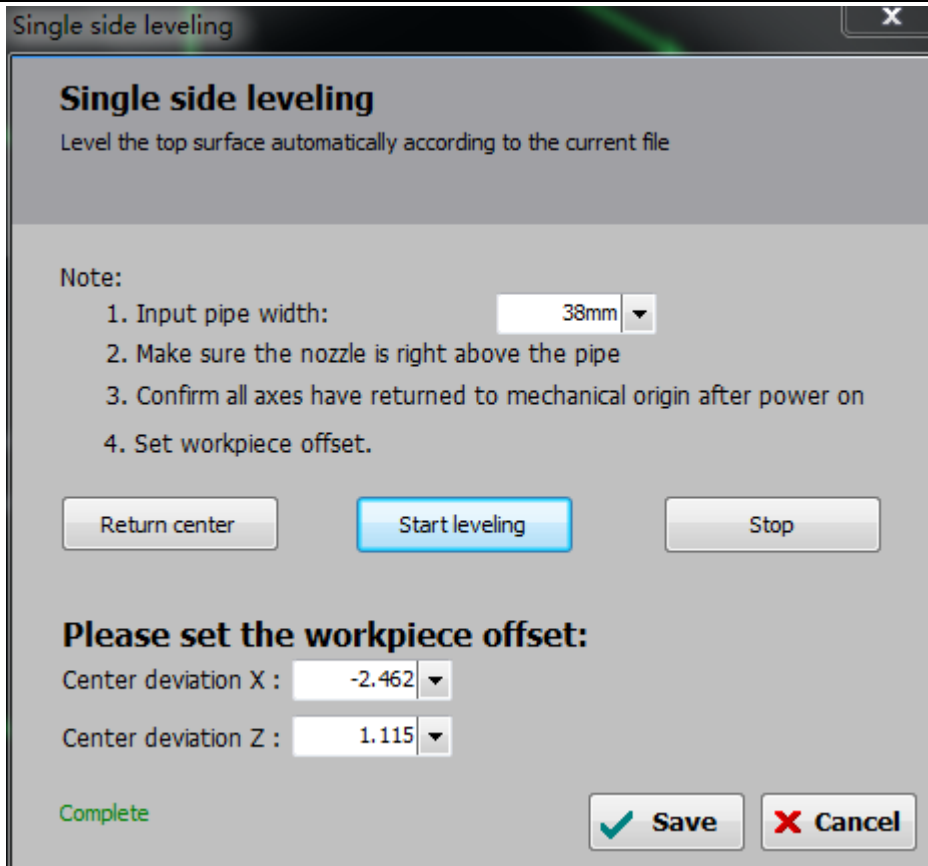 Single side leveling
X
Single side leveling
Level the top surface automatically according to the current file
Note:
1. Input pipe width: 38mm
2. Make sure the nozzle is right above the pipe
3. Confirm all axes have returned to mechanical origin after power on
4. Set workpiece offset.
Return center Start leveling Stop
Please set the workpiece offset:
Center deviation X : -2.462
Center deviation Z : 1.115
Complete Save Cancel